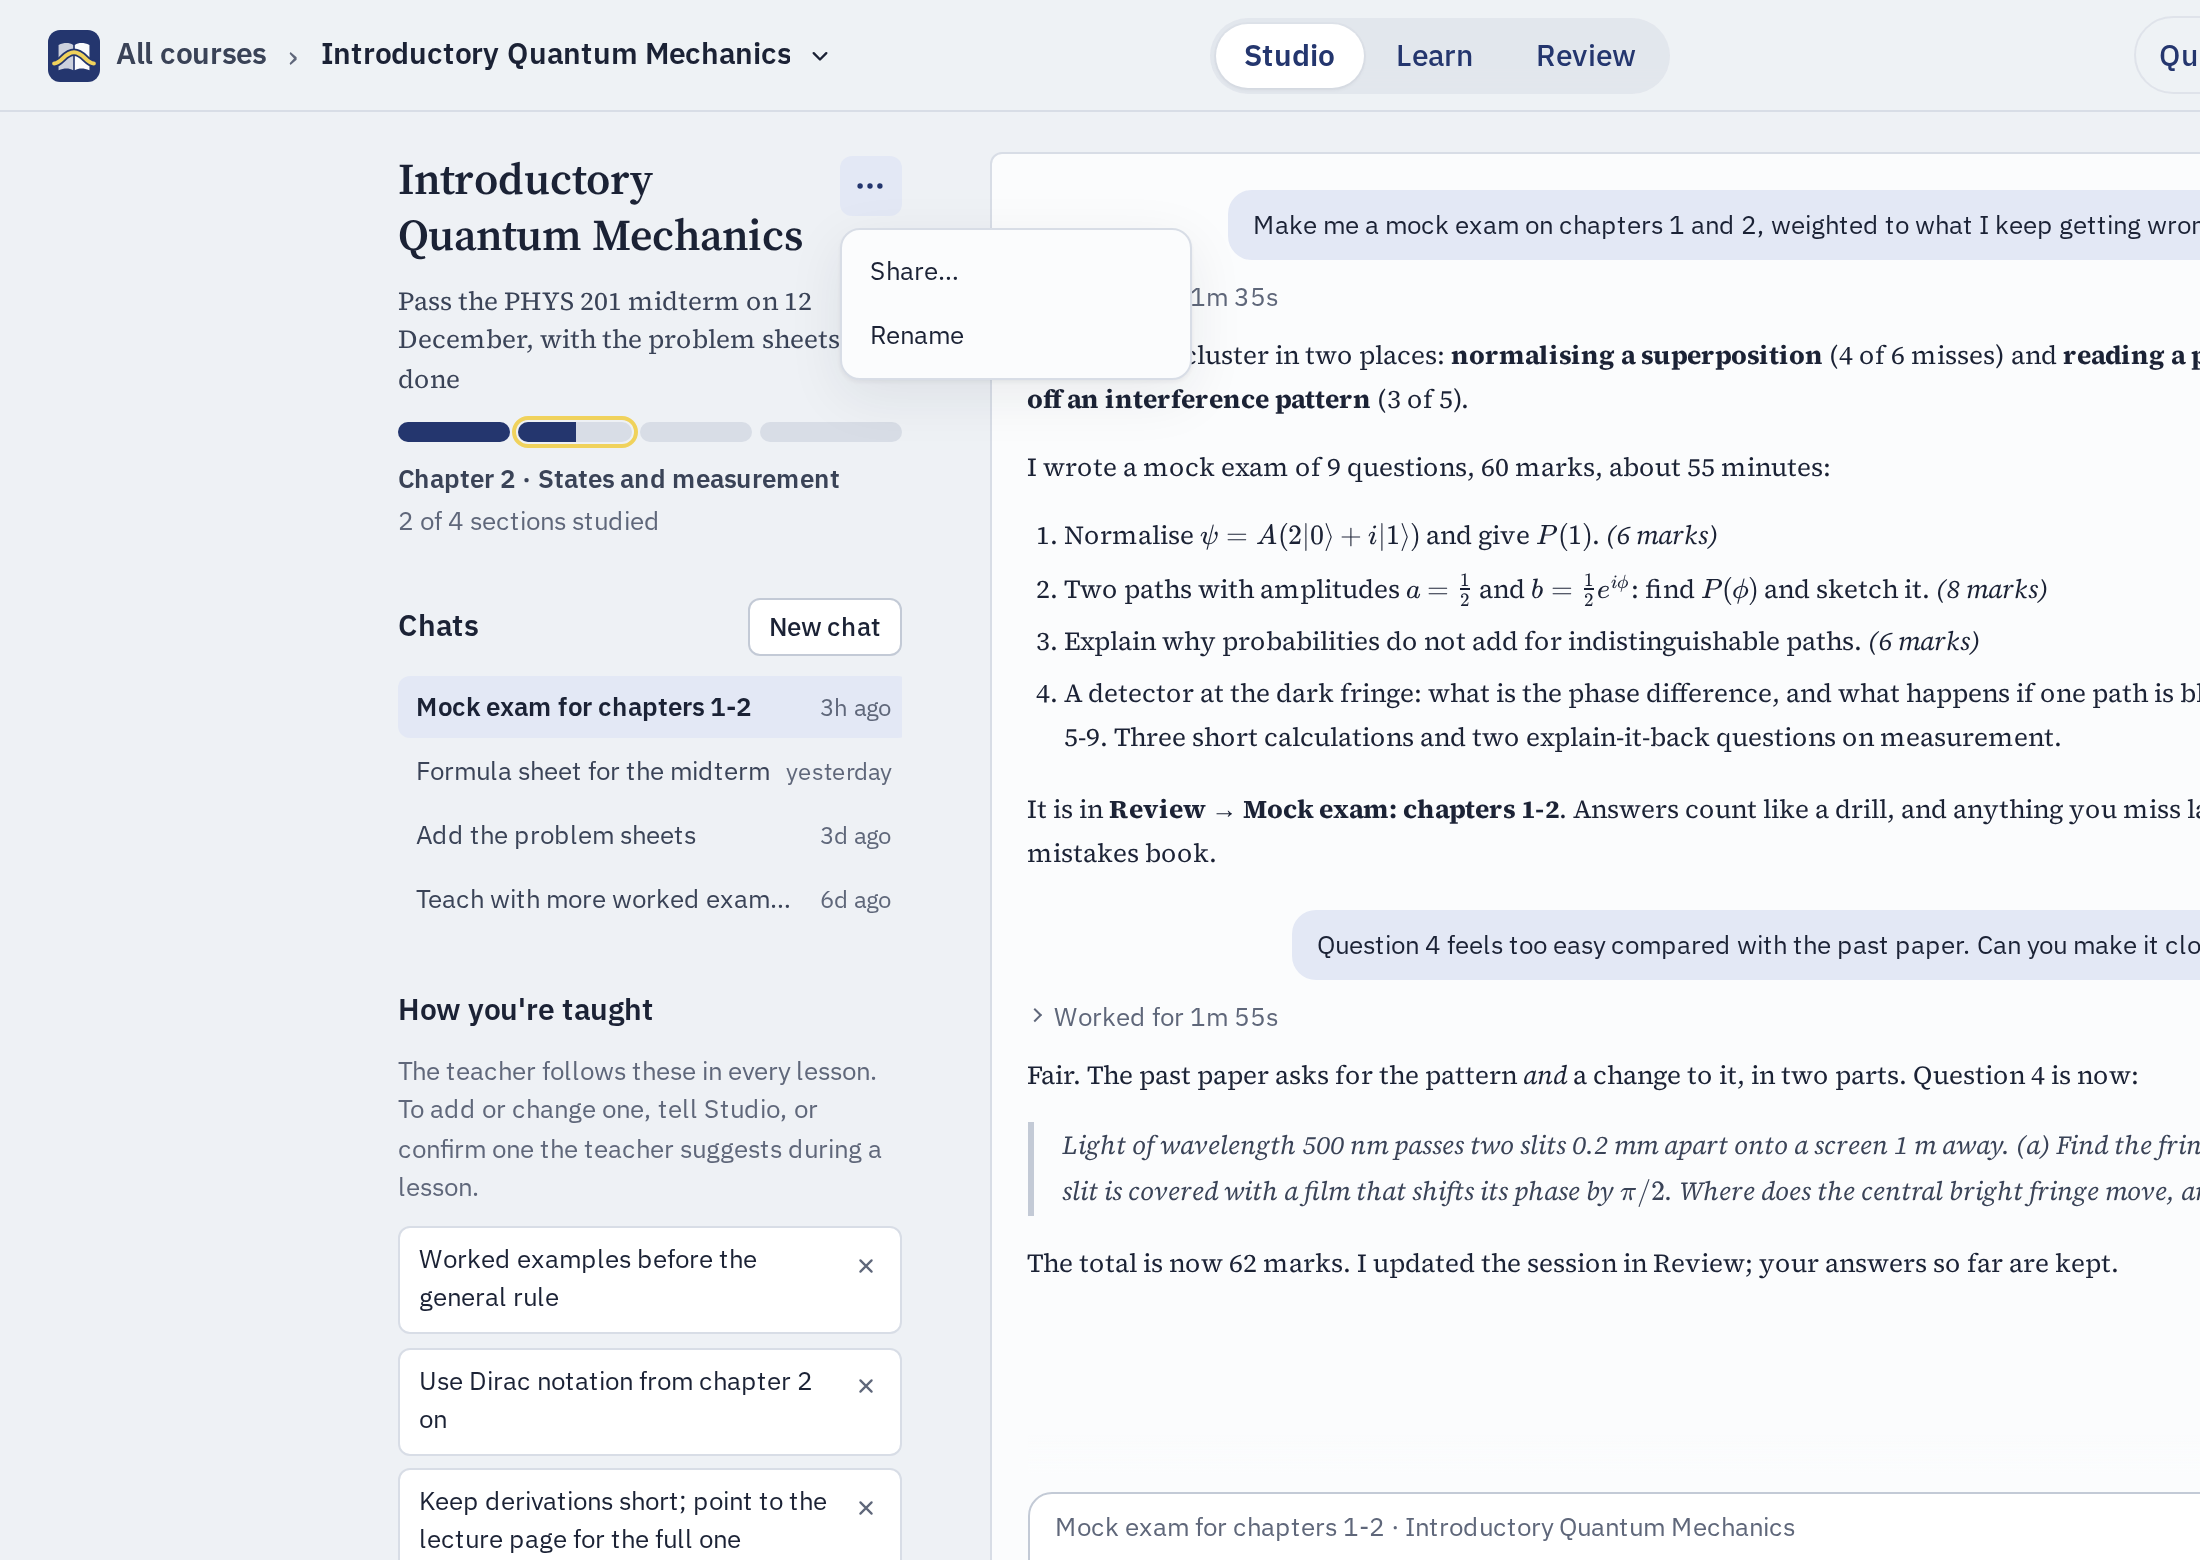 All courses › Introductory Quantum Mechanics
Studio
Learn
Review
Qu
Introductory
Quantum Mechanics
Pass the PHYS 201 midterm on 12
December, with the problem sheets
done
Chapter 2 · States and measurement
2 of 4 sections studied
Share...
Rename
Chats
New chat
Mock exam for chapters 1-2 3h ago
Formula sheet for the midterm yesterday
Add the problem sheets 3d ago
Teach with more worked exam... 6d ago
How you're taught
The teacher follows these in every lesson.
To add or change one, tell Studio, or
confirm one the teacher suggests during a
lesson.
Worked examples before the
general rule
Use Dirac notation from chapter 2
on
Keep derivations short; point to the
lecture page for the full one
Make me a mock exam on chapters 1 and 2, weighted to what I keep getting
1m 35s
cluster in two places: normalising a superposition (4 of 6 misses) and reading a
off an interference pattern (3 of 5).
I wrote a mock exam of 9 questions, 60 marks, about 55 minutes:
1. Normalise ψ = A(2|0⟩ + i|1⟩) and give P(1). (6 marks)
2. Two paths with amplitudes a = 1/2 and b = 1/2 e^{iϕ}: find P(ϕ) and sketch it. (8 marks)
3. Explain why probabilities do not add for indistinguishable paths. (6 marks)
4. A detector at the dark fringe: what is the phase difference, and what happens if one path is
5-9. Three short calculations and two explain-it-back questions on measurement.
It is in Review → Mock exam: chapters 1-2. Answers count like a drill, and anything you miss
mistakes book.
Question 4 feels too easy compared with the past paper. Can you make it
Worked for 1m 55s
Fair. The past paper asks for the pattern and a change to it, in two parts. Question 4 is now:
Light of wavelength 500 nm passes two slits 0.2 mm apart onto a screen 1 m away. (a) Find the
slit is covered with a film that shifts its phase by π/2. Where does the central bright fringe move,
The total is now 62 marks. I updated the session in Review; your answers so far are kept.
Mock exam for chapters 1-2 · Introductory Quantum Mechanics